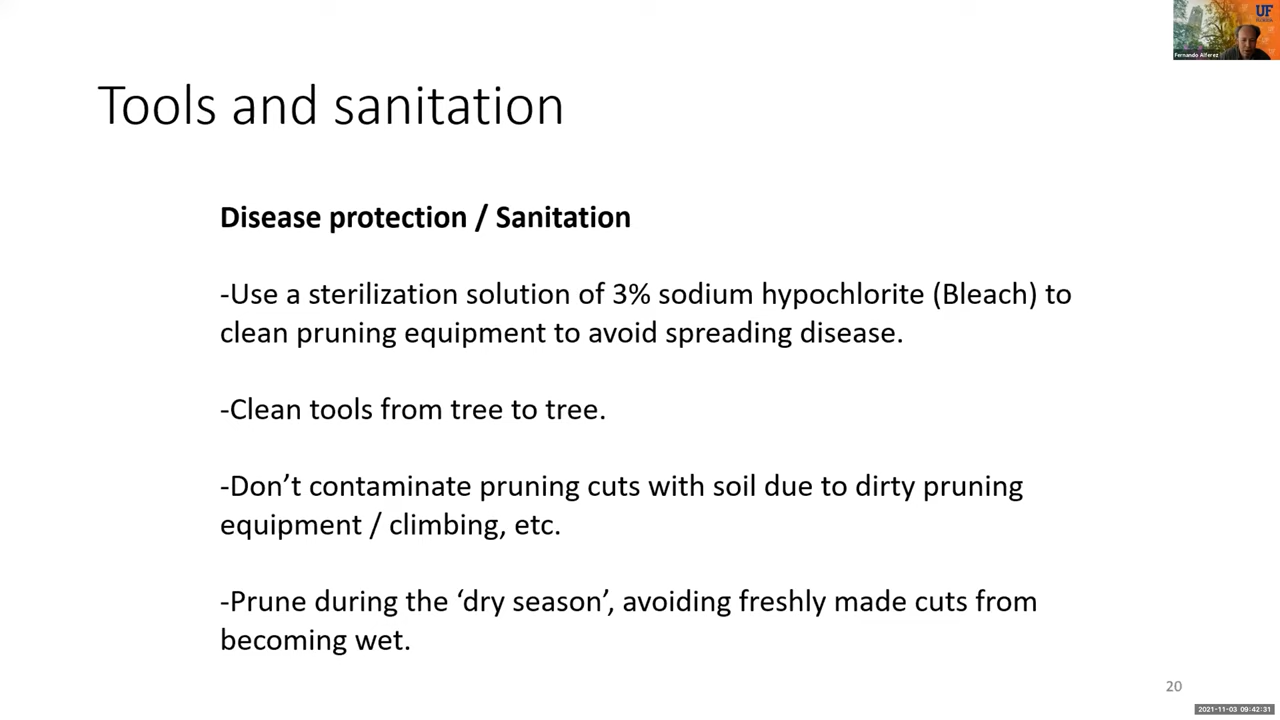 UF
Fernando Alferez
Tools and sanitation
Disease protection / Sanitation
-Use a sterilization solution of 3% sodium hypochlorite (Bleach) to
clean pruning equipment to avoid spreading disease.
-Clean tools from tree to tree.
-Don’t contaminate pruning cuts with soil due to dirty pruning
equipment / climbing, etc.
-Prune during the ‘dry season’, avoiding freshly made cuts from
becoming wet.
20
2021-11-03 09:42:31